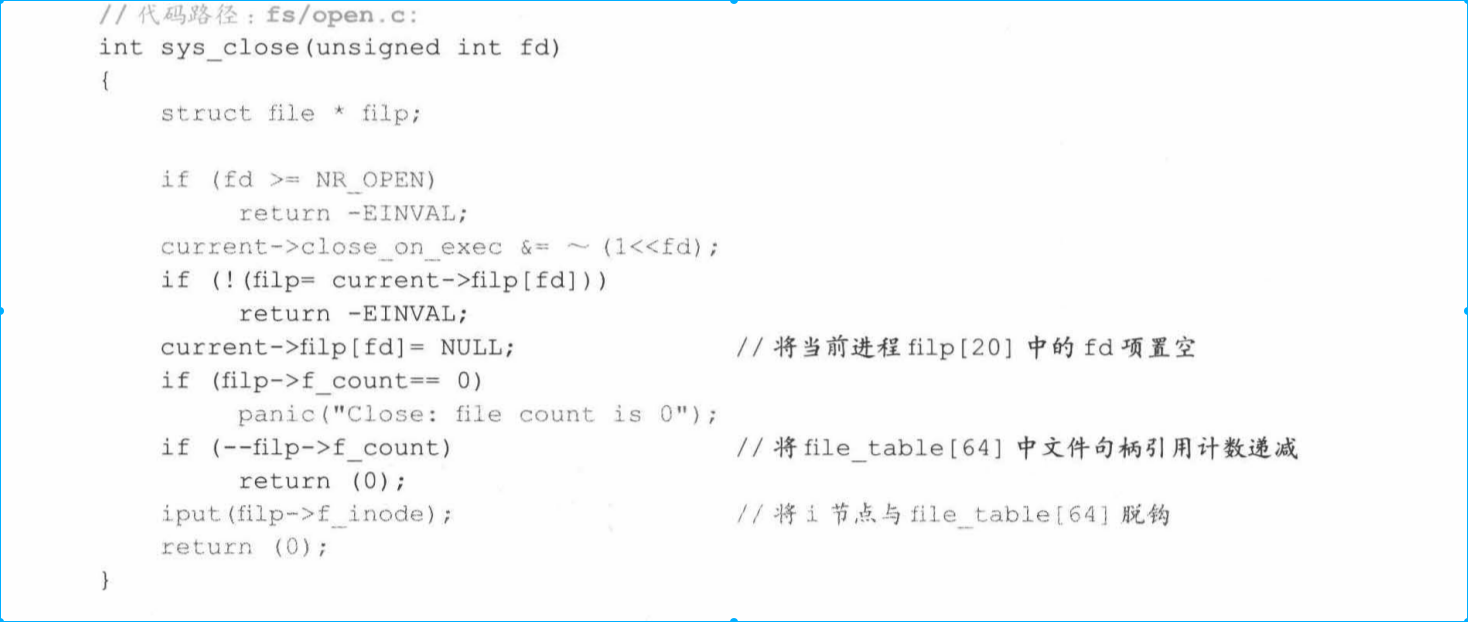 // 代码路径：fs/open.c:
int sys_close(unsigned int fd)
{
struct file * filp;
if (fd >= NR_OPEN)
return -EINVAL;
current->close_on_exec &= ～ (1<<fd);
if (!(filp= current->filp[fd]))
return -EINVAL;
current->filp[fd]= NULL; // 将当前进程 filp[20] 中的 fd 项置空
if (filp->f_count== 0)
panic("Close: file count is 0");
if (--filp->f_count) // 将 file_table[64] 中文件句柄引用计数递减
return (0);
iput(filp->f_inode); // 将 i 节点与 file_table[64] 脱钩
return (0);
}